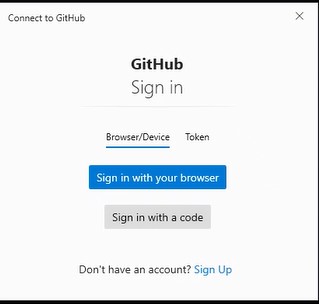 Connect to GitHub
GitHub
Sign in
Browser/Device Token
Sign in with your browser
Sign in with a code
Don't have an account? Sign Up